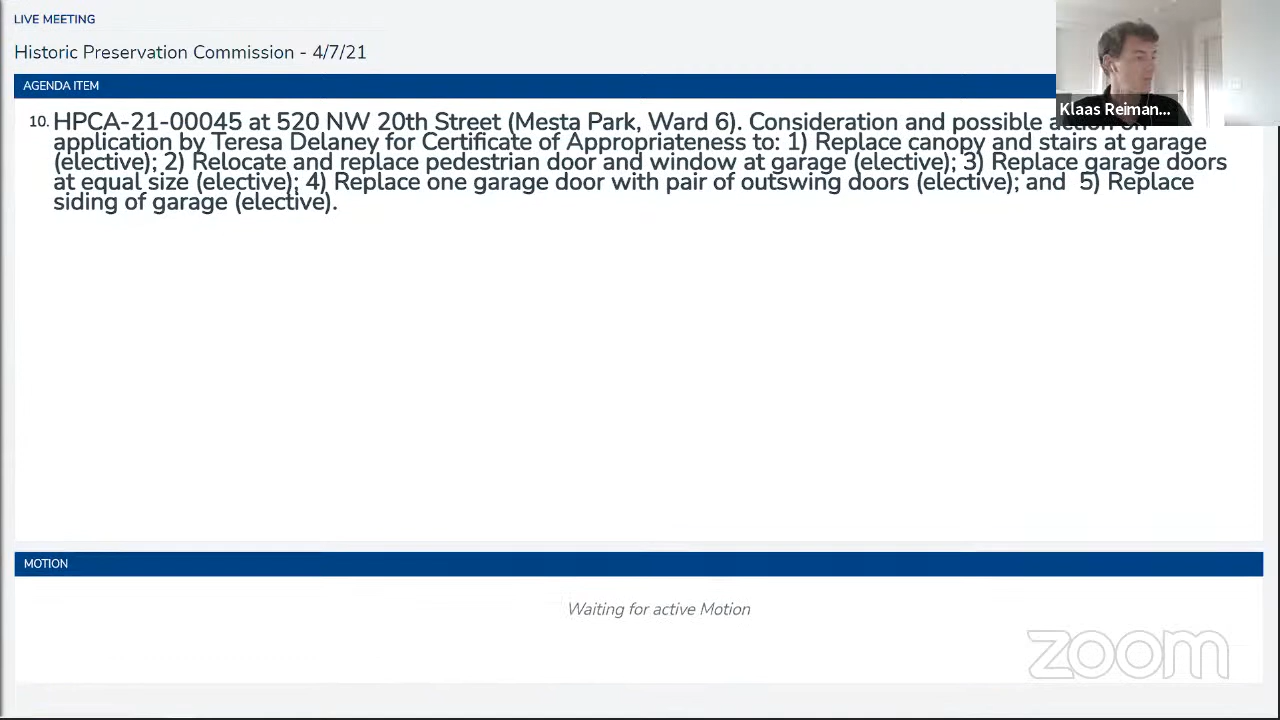 LIVE MEETING
Historic Preservation Commission - 4/7/21
AGENDA ITEM
Klaas Reiman...
10. HPCA-21-00045 at 520 NW 20th Street (Mesta Park, Ward 6). Consideration and possible action on
application by Teresa Delaney for Certificate of Appropriateness to: 1) Replace canopy and stairs at garage
(elective); 2) Relocate and replace pedestrian door and window at garage (elective); 3) Replace garage doors
at equal size (elective); 4) Replace one garage door with pair of outswing doors (elective); and 5) Replace
siding of garage (elective).
MOTION
Waiting for active Motion
zoom